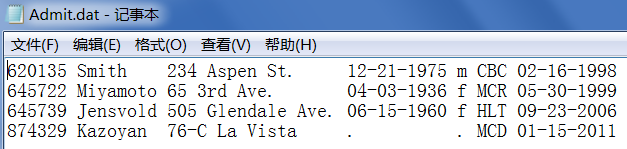 Admit.dat - 记事本
文件(F) 编辑(E) 格式(O) 查看(V) 帮助(H)
620135 Smith    234 Aspen St.     12-21-1975 m CBC 02-16-1998
645722 Miyamoto 65 3rd Ave.       04-03-1936 f MCR 05-30-1999
645739 Jensvold 505 Glendale Ave. 06-15-1960 f HLT 09-23-2006
874329 Kazoyan  76-C La Vista     .          . MCD 01-15-2011